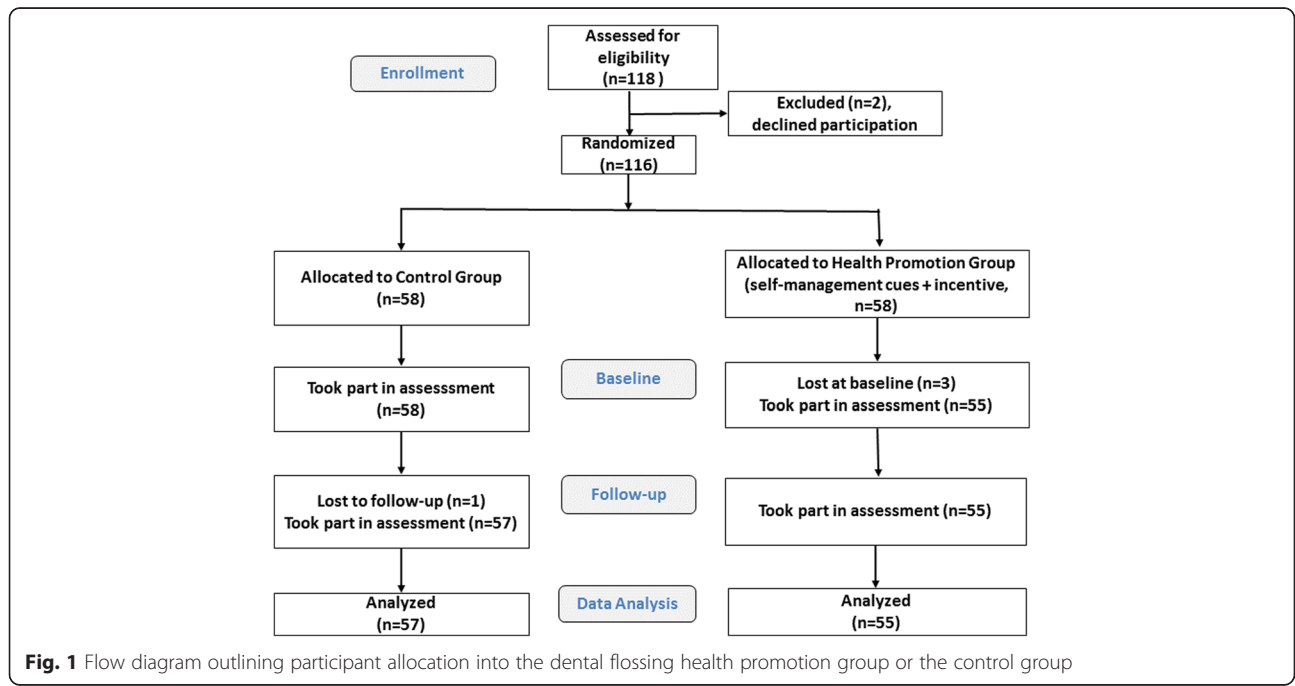 Assessed for
eligibility
(n=118 )
Enrollment
Excluded (n=2),
declined participation
Randomized
(n=116)
Allocated to Control Group
(n=58)
Allocated to Health Promotion Group
(self-management cues + incentive,
n=58)
Baseline
Took part in assesssment
(n=58)
Lost at baseline (n=3)
Took part in assessment (n=55)
Follow-up
Lost to follow-up (n=1)
Took part in assessment (n=57)
Took part in assessment (n=55)
Data Analysis
Analyzed
(n=57)
Analyzed
(n=55)
Fig. 1 Flow diagram outlining participant allocation into the dental flossing health promotion group or the control group